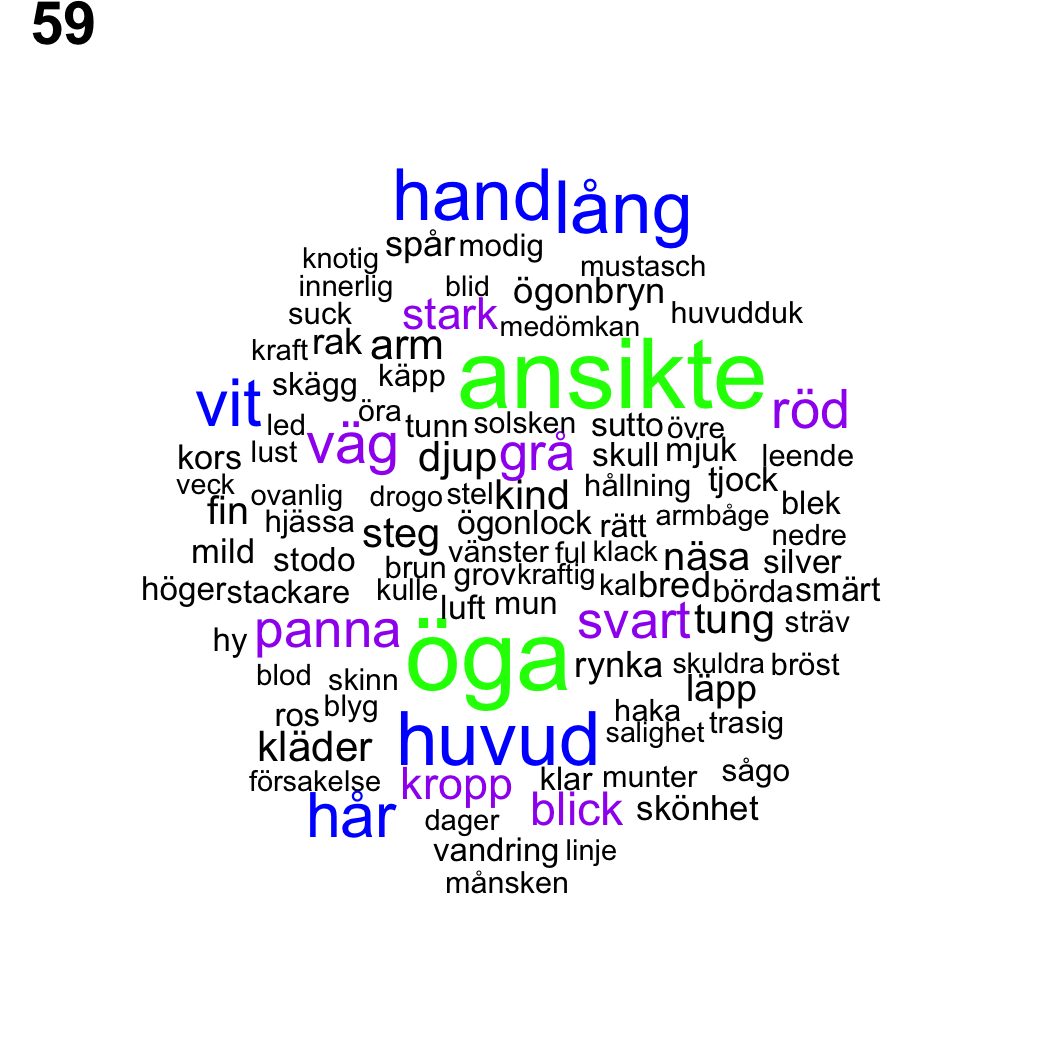 59
hand lång
spår modig
knotig mustasch
innerlig blid ögonbryn
suck stark medömkan huvudduk
kraft rak arm ansikte
vit skägg käpp röd
led öra tunn solsken sutto övre
kors lust väg djup grå skull mjuk leende
veck ovanlig drogo stel kind hållning tjock blek
fin hjässa steg ögonlock rätt armbåge nedre
mild stodo brun vänster ful klack näsa silver
höger stackare kulle grov kraftig kal bred börda smärt
luft mun
hy panna öga svart tung sträv
blod skinn rynka skuldra bröst
ros blyg läpp
haka
kläder huvud salighet trasig
försakelse kropp klar munter sågo
hår dager blick skönhet
vandring linje
månsken